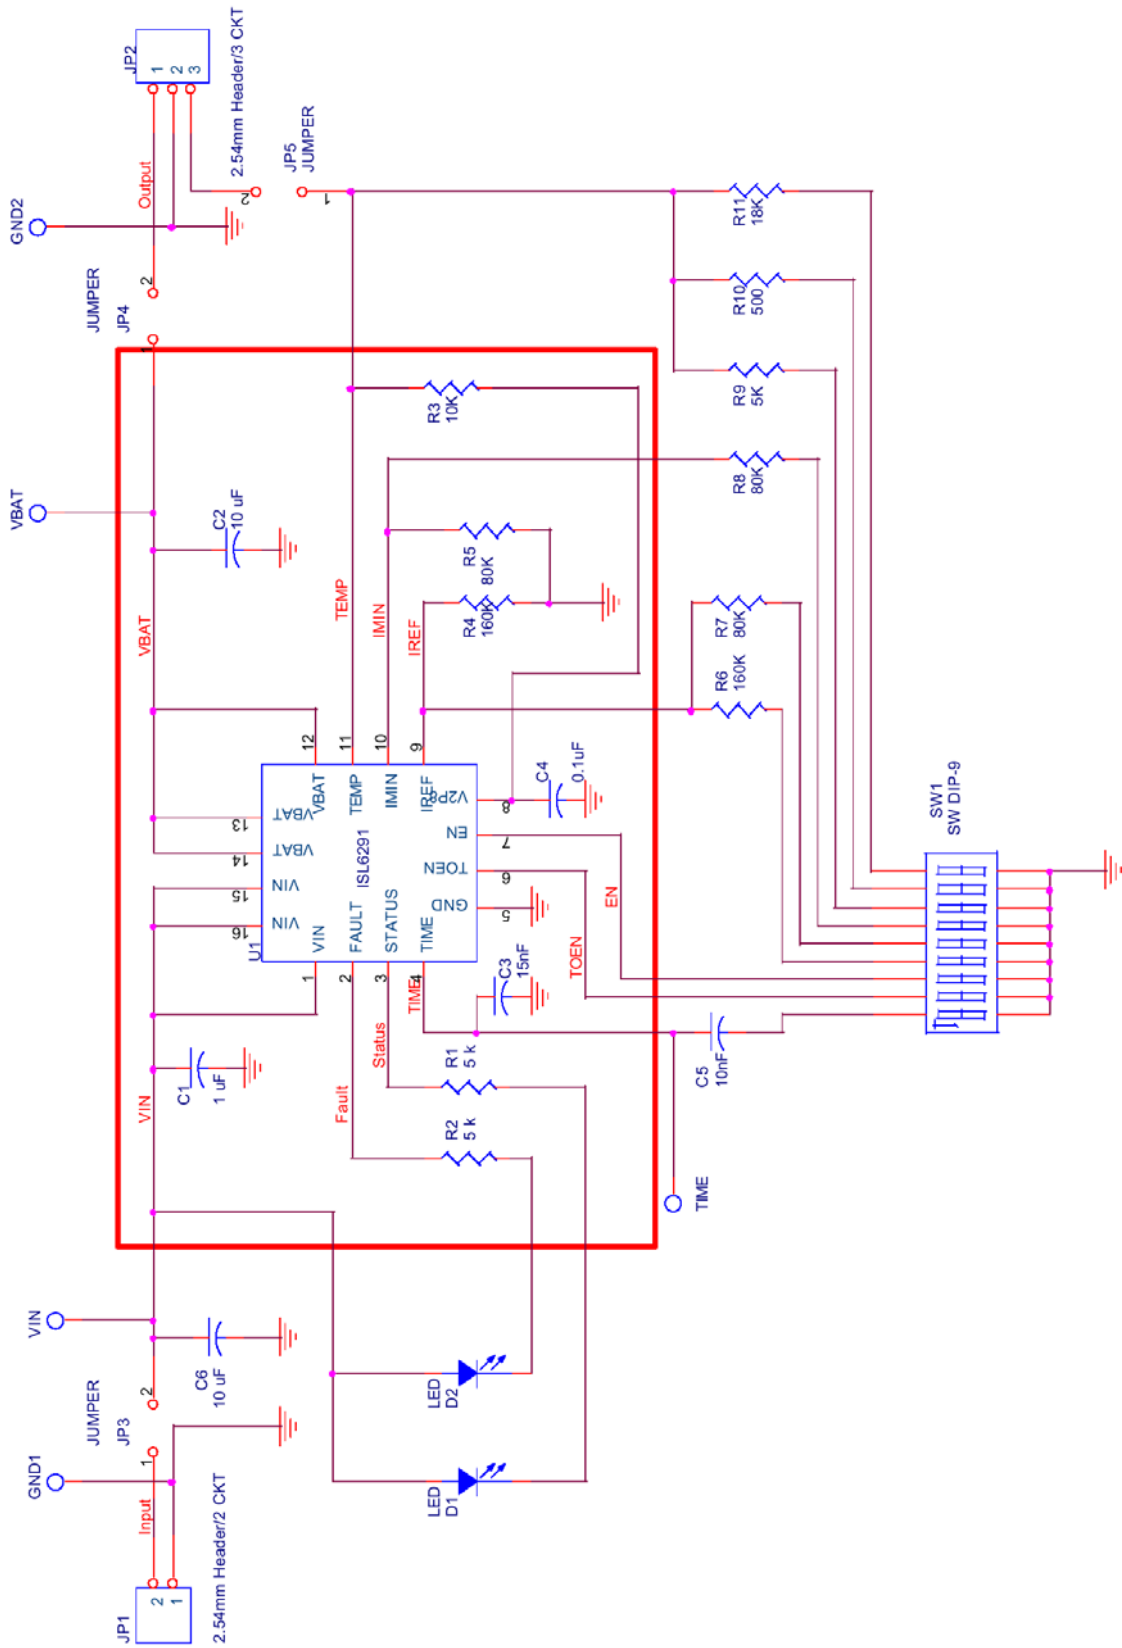 JP1
2
1
2.54mm Header/2 CKT
Input
GND1
JUMPER
JP3
1
2
VIN
C6
10 uF
LED
D1
LED
D2
VIN
C1
1 uF
Fault
Status
R2
5 k
R1
5 k
TIME
C3
15nF
TIME
C5
10nF
U1
ISL6291
1
VIN
2
FAULT
3
STATUS
4
TIME
5
GND
6
TOEN
7
EN
8
V2P8
9
IREF
10
IMIN
11
TEMP
12
VBAT
13
VBAT
14
VBAT
15
VIN
16
VIN
TOEN
EN
C4
0.1uF
VBAT
TEMP
IMIN
IREF
R4
160K
R5
80K
C2
10 uF
VBAT
R3
10K
JUMPER
JP4
1
2
GND2
Output
JP2
1
2
3
2.54mm Header/3 CKT
JP5
JUMPER
2
1
R6
160K
R7
80K
R8
80K
R9
5K
R10
500
R11
18K
SW1
SW DIP-9
1